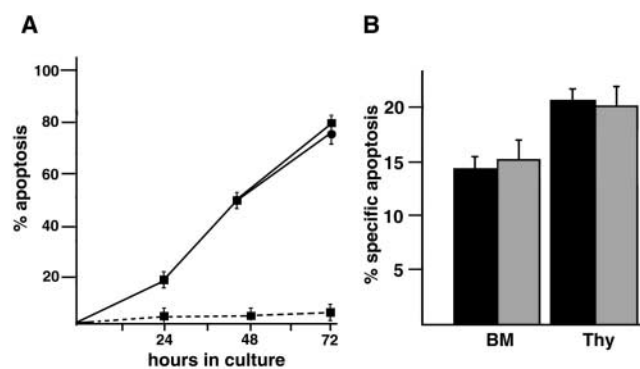 A
% apoptosis
100
80
60
40
20
24
48
72
hours in culture
B
% specific apoptosis
20
15
10
5
BM
Thy